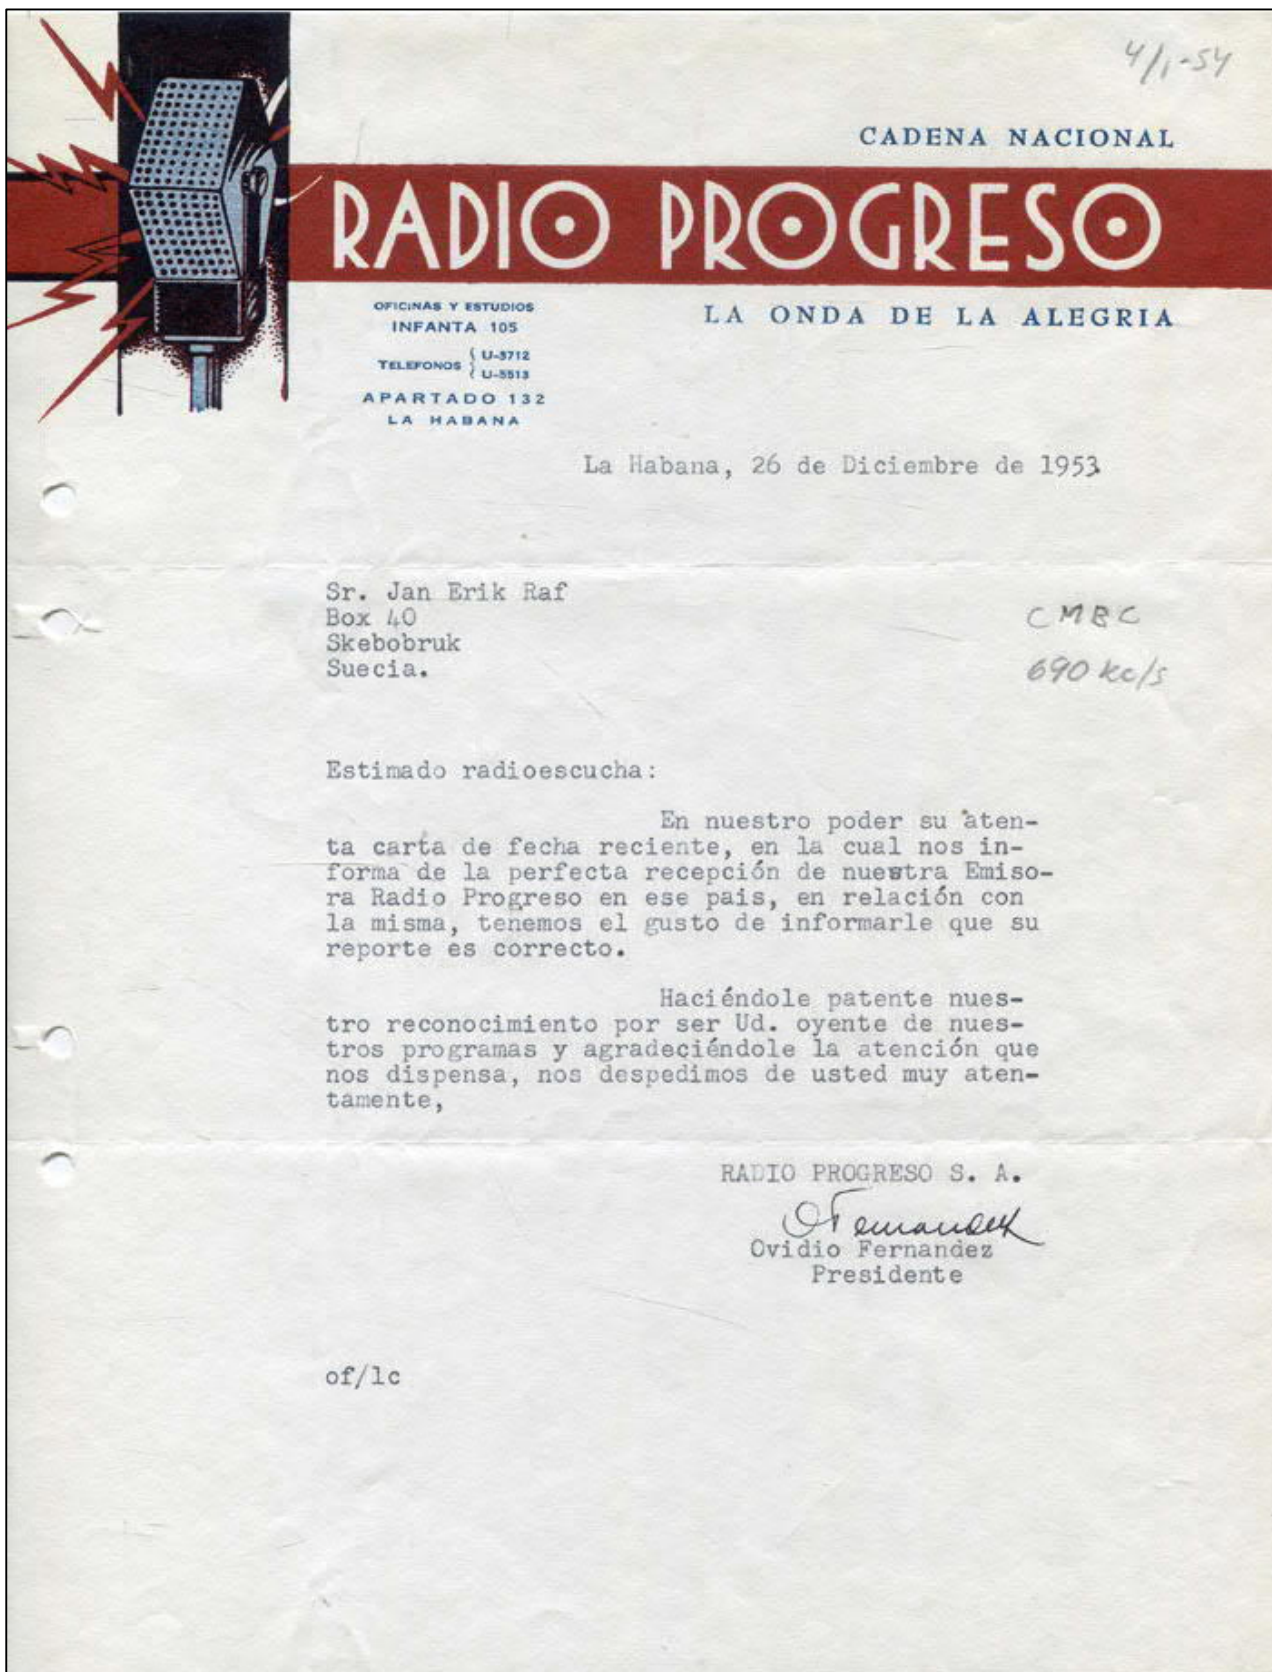 4/1-54
CADENA NACIONAL
RADIO PROGRESO
LA ONDA DE LA ALEGRIA
OFICINAS Y ESTUDIOS
INFANTA 105
TELEFONOS { U-3712
{ U-5513
APARTADO 132
LA HABANA
La Habana, 26 de Diciembre de 1953
Sr. Jan Erik Raf
Box 40
Skebobruk
Suecia.
CMBC
690 kc/s
Estimado radioescucha:
En nuestro poder su aten-
ta carta de fecha reciente, en la cual nos in-
forma de la perfecta recepción de nuestra Emiso-
ra Radio Progreso en ese pais, en relación con
la misma, tenemos el gusto de informarle que su
reporte es correcto.
Haciéndole patente nues-
tro reconocimiento por ser Ud. oyente de nues-
tros programas y agradeciéndole la atención que
nos dispensa, nos despedimos de usted muy aten-
tamente,
RADIO PROGRESO S. A.
OFernandez
Ovidio Fernandez
Presidente
of/lc